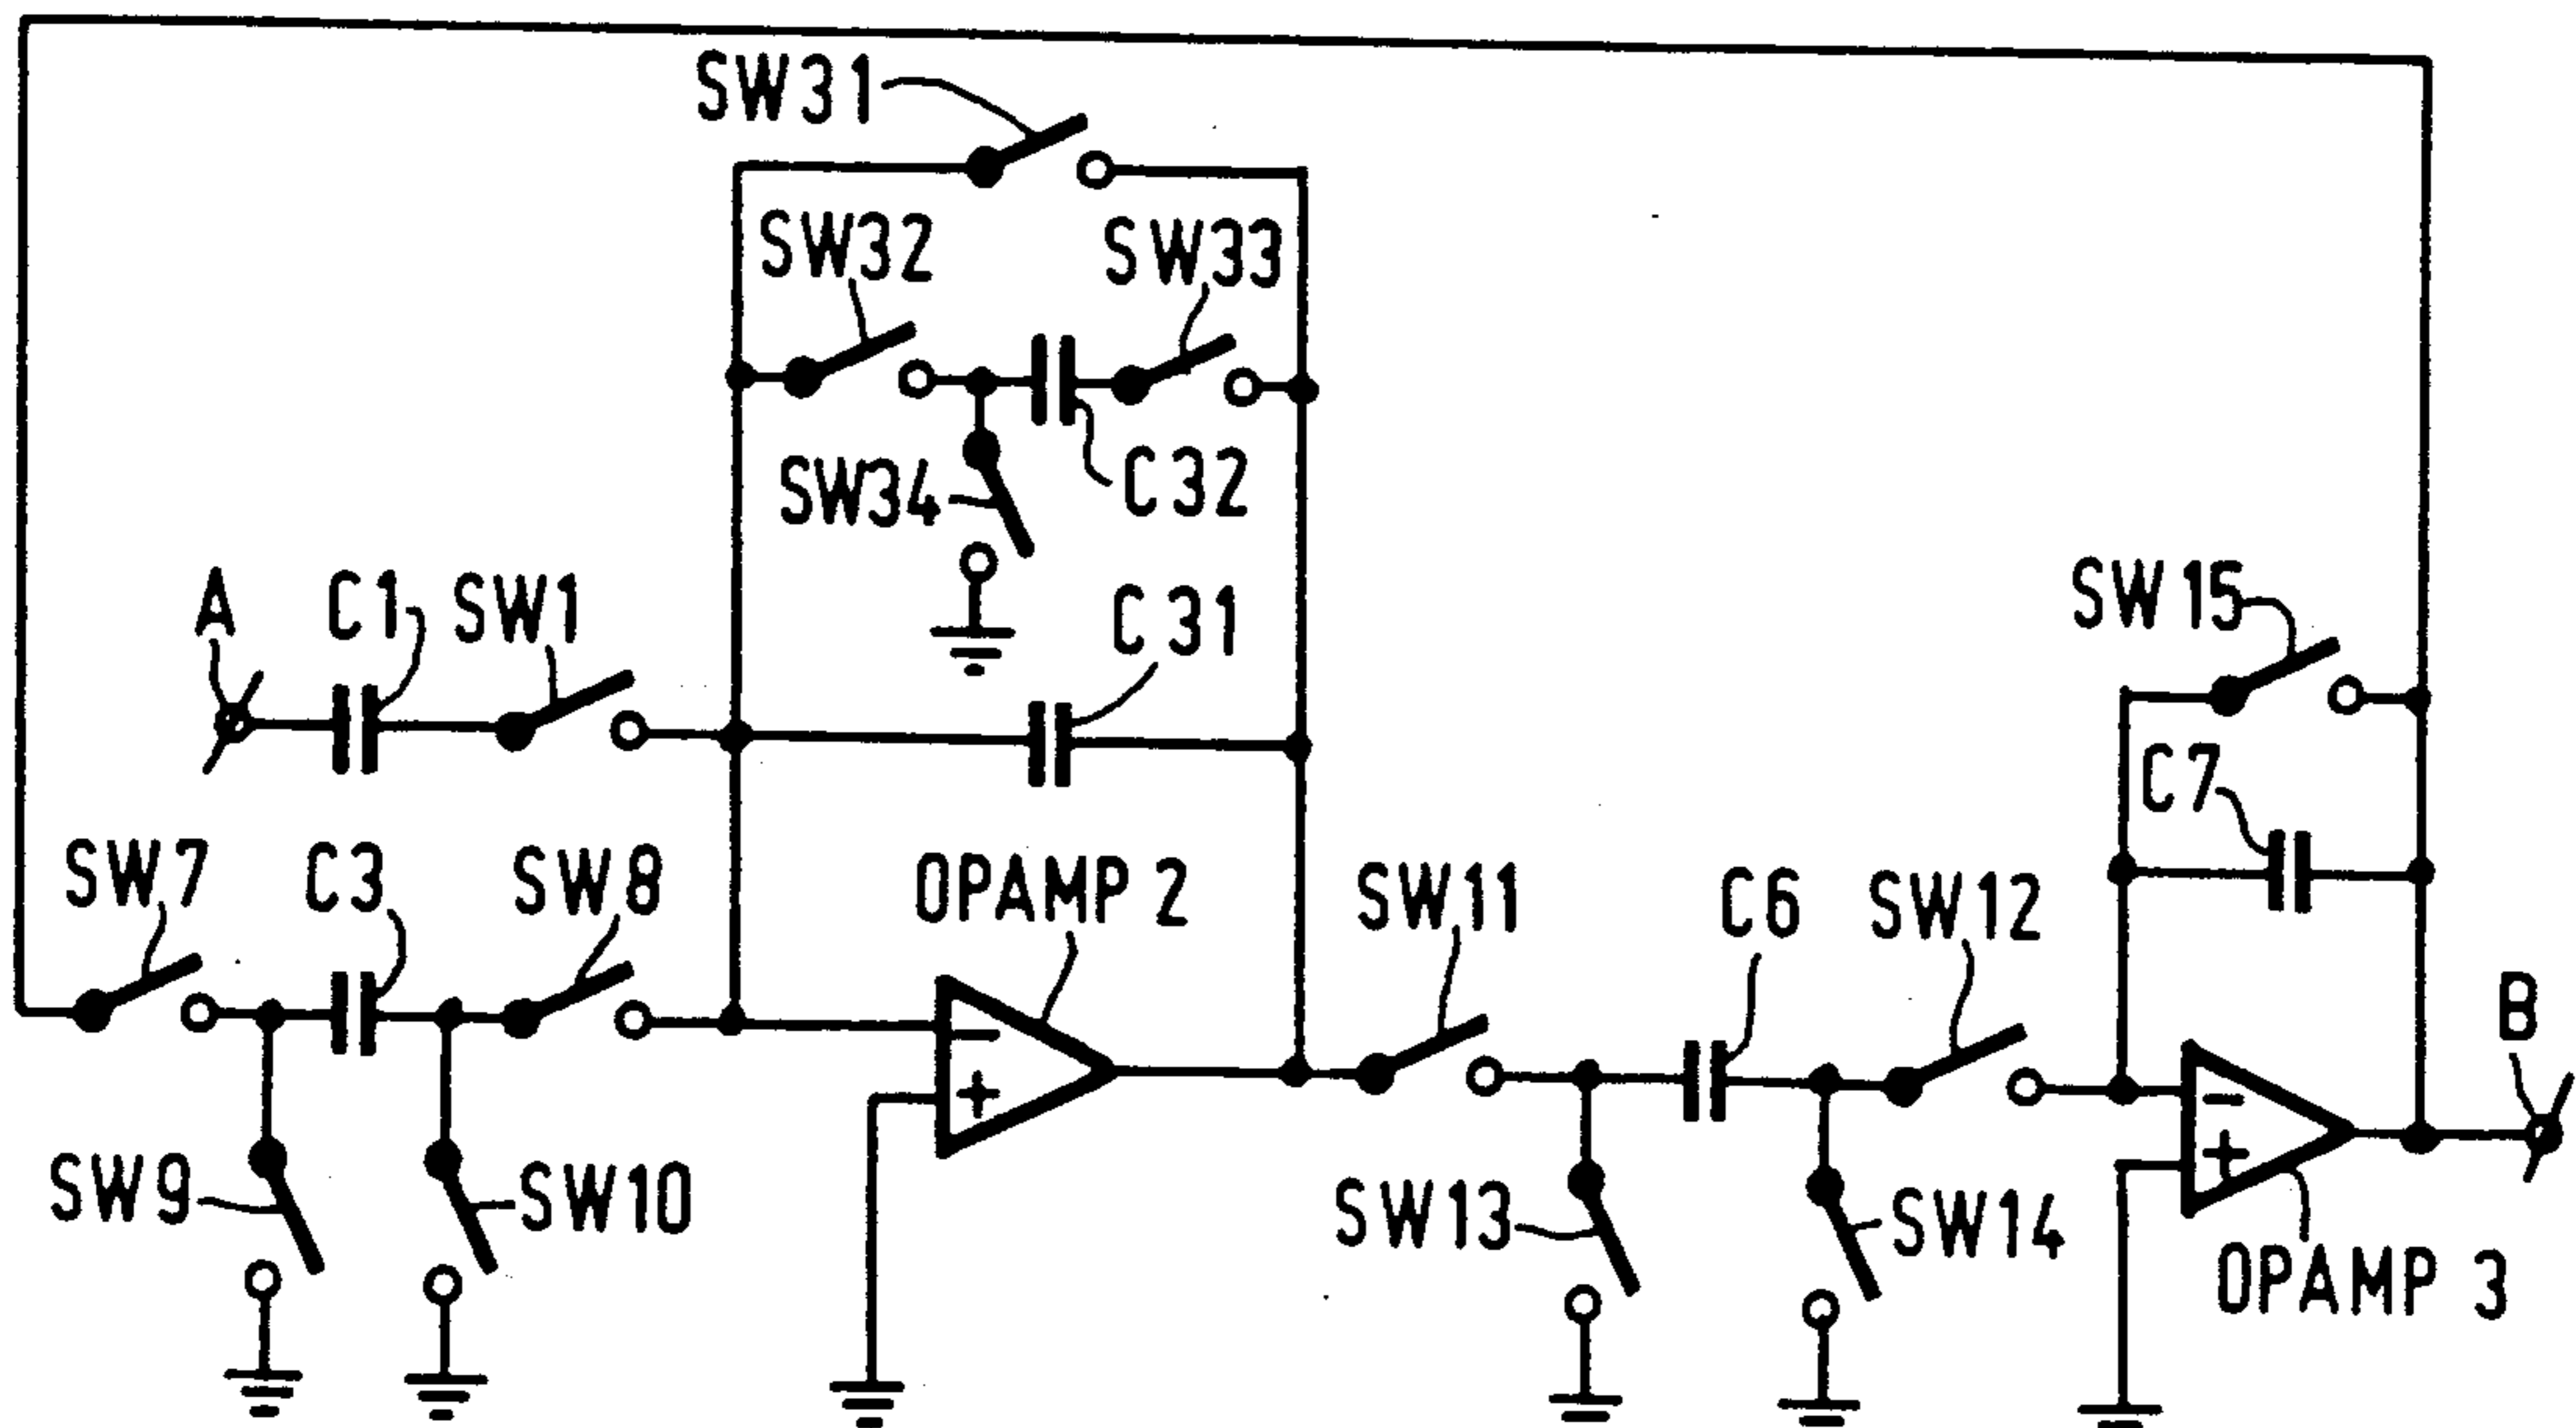 SW31
SW32
SW33
SW34
C32
A
C1
SW1
C31
SW15
C7
SW7
C3
SW8
OPAMP 2
SW11
C6
SW12
B
-
+
-
+
SW9
SW10
SW13
SW14
OPAMP 3